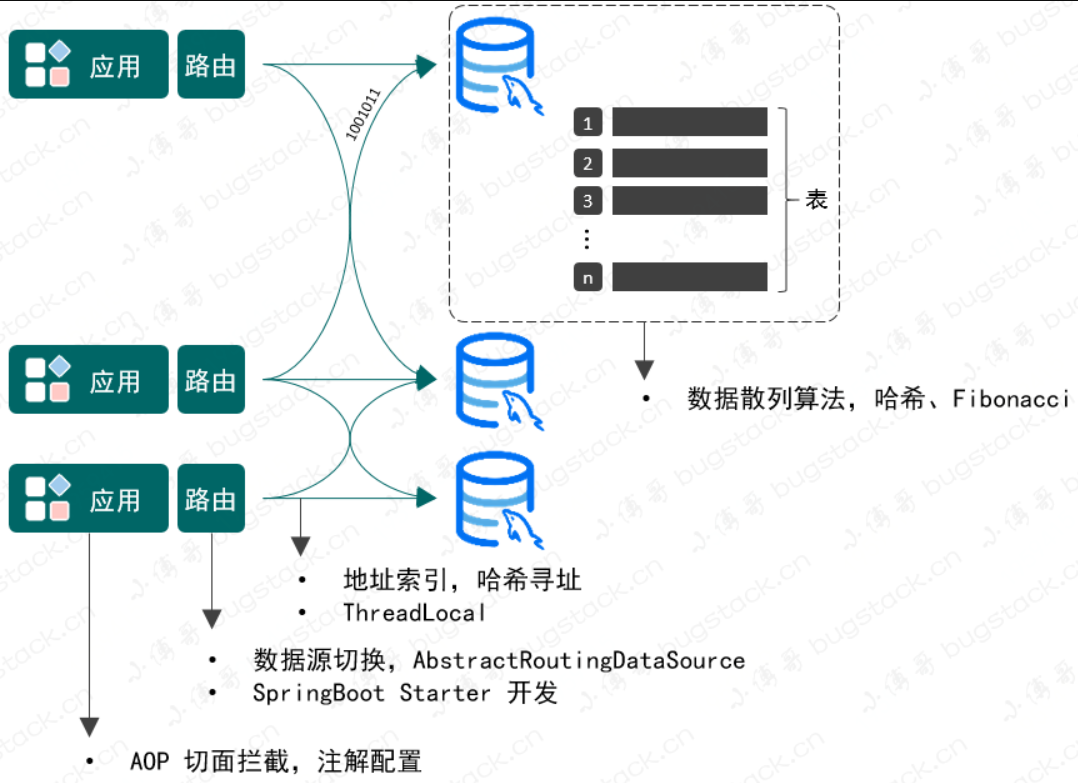 应用 路由
1001011
1
2
3
n
表
应用 路由
• 数据散列算法，哈希、Fibonacci
应用 路由
• 地址索引，哈希寻址
• ThreadLocal
• 数据源切换，AbstractRoutingDataSource
• SpringBoot Starter 开发
• AOP 切面拦截，注解配置
小傅哥 bugstack.cn